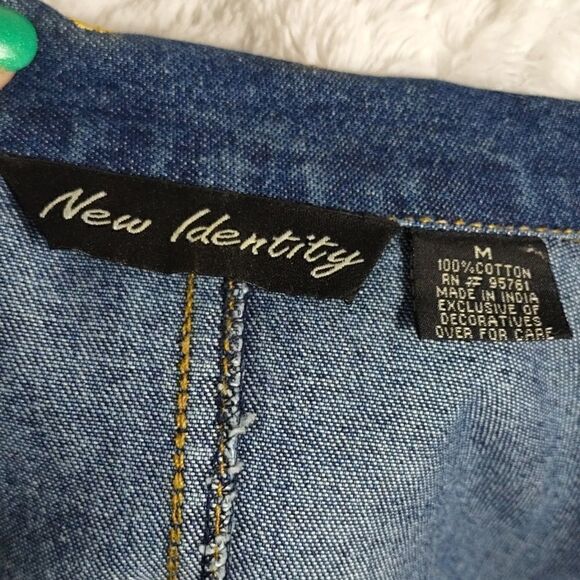 New Identity
M
100% COTTON
RN # 95761
MADE IN INDIA
EXCLUSIVE OF
DECORATIVES
OVER FOR CARE